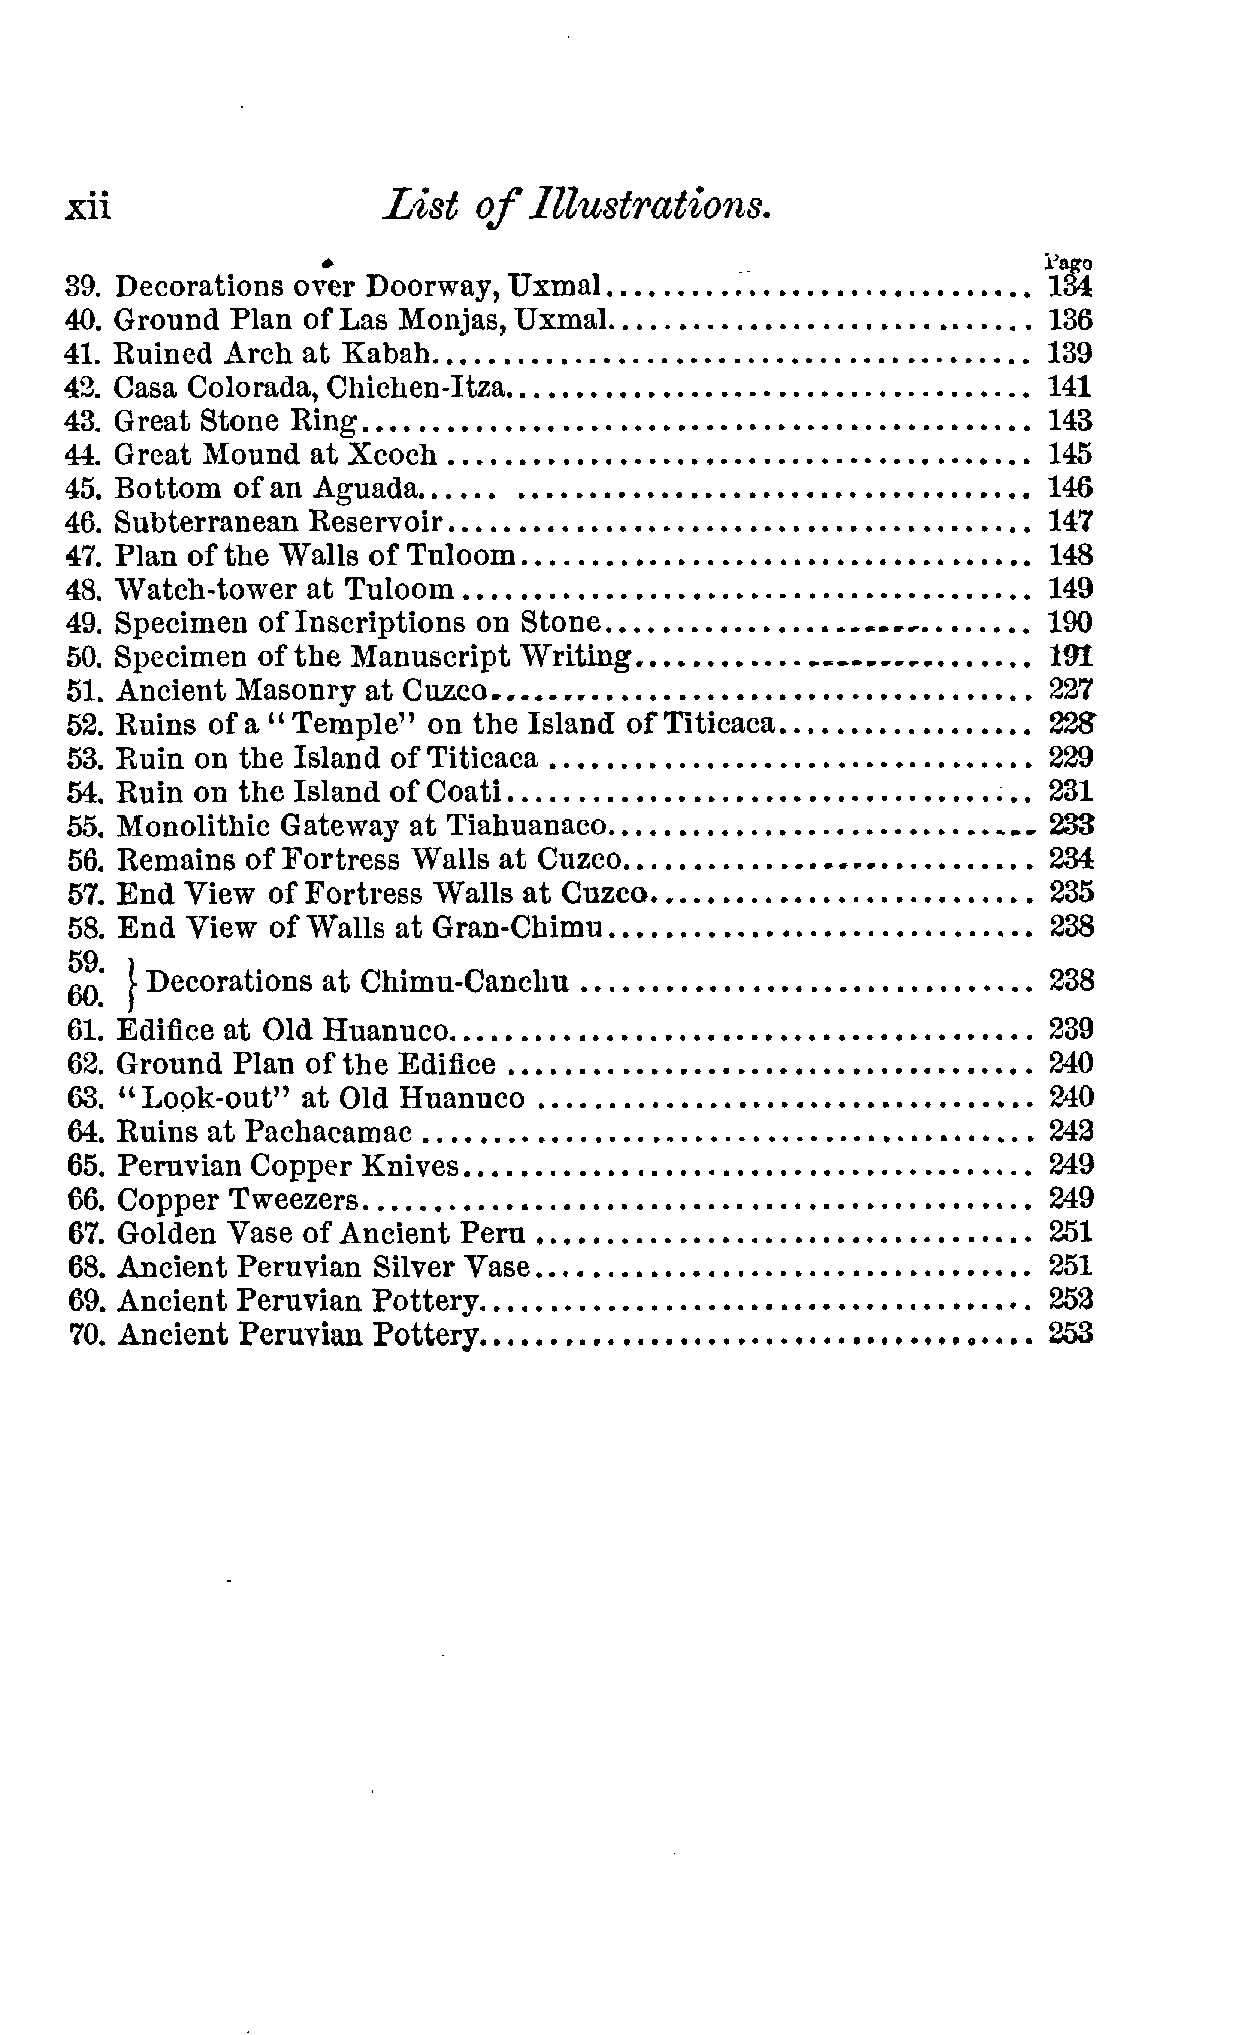 xii List of Illustrations.
Page
39. Decorations over Doorway, Uxmal.............................. 134
40. Ground Plan of Las Monjas, Uxmal.............................. 136
41. Ruined Arch at Kabah.......................................... 139
42. Casa Colorada, Chichen-Itza..................................... 141
43. Great Stone Ring............................................... 143
44. Great Mound at Xcoch ......................................... 145
45. Bottom of an Aguada...... .................................... 146
46. Subterranean Reservoir......................................... 147
47. Plan of the Walls of Tuloom.................................... 148
48. Watch-tower at Tuloom ........................................ 149
49. Specimen of Inscriptions on Stone.............................. 190
50. Specimen of the Manuscript Writing............................ 191
51. Ancient Masonry at Cuzco...................................... 227
52. Ruins of a "Temple" on the Island of Titicaca.................. 228
53. Ruin on the Island of Titicaca .................................. 229
54. Ruin on the Island of Coati..................................... 231
55. Monolithic Gateway at Tiahuanaco.............................. 233
56. Remains of Fortress Walls at Cuzco............................. 234
57. End View of Fortress Walls at Cuzco........................... 235
58. End View of Walls at Gran-Chimu.............................. 238
59.
60. } Decorations at Chimu-Canchu ................................ 238
61. Edifice at Old Huanuco......................................... 239
62. Ground Plan of the Edifice ..................................... 240
63. "Look-out" at Old Huanuco ................................... 240
64. Ruins at Pachacamac ........................................... 242
65. Peruvian Copper Knives........................................ 249
66. Copper Tweezers............................................... 249
67. Golden Vase of Ancient Peru ................................... 251
68. Ancient Peruvian Silver Vase................................... 251
69. Ancient Peruvian Pottery....................................... 252
70. Ancient Peruvian Pottery....................................... 253